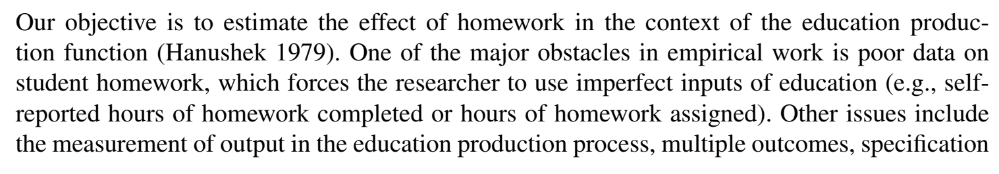 Our objective is to estimate the effect of homework in the context of the education produc-
tion function (Hanushek 1979). One of the major obstacles in empirical work is poor data on
student homework, which forces the researcher to use imperfect inputs of education (e.g., self-
reported hours of homework completed or hours of homework assigned). Other issues include
the measurement of output in the education production process, multiple outcomes, specification